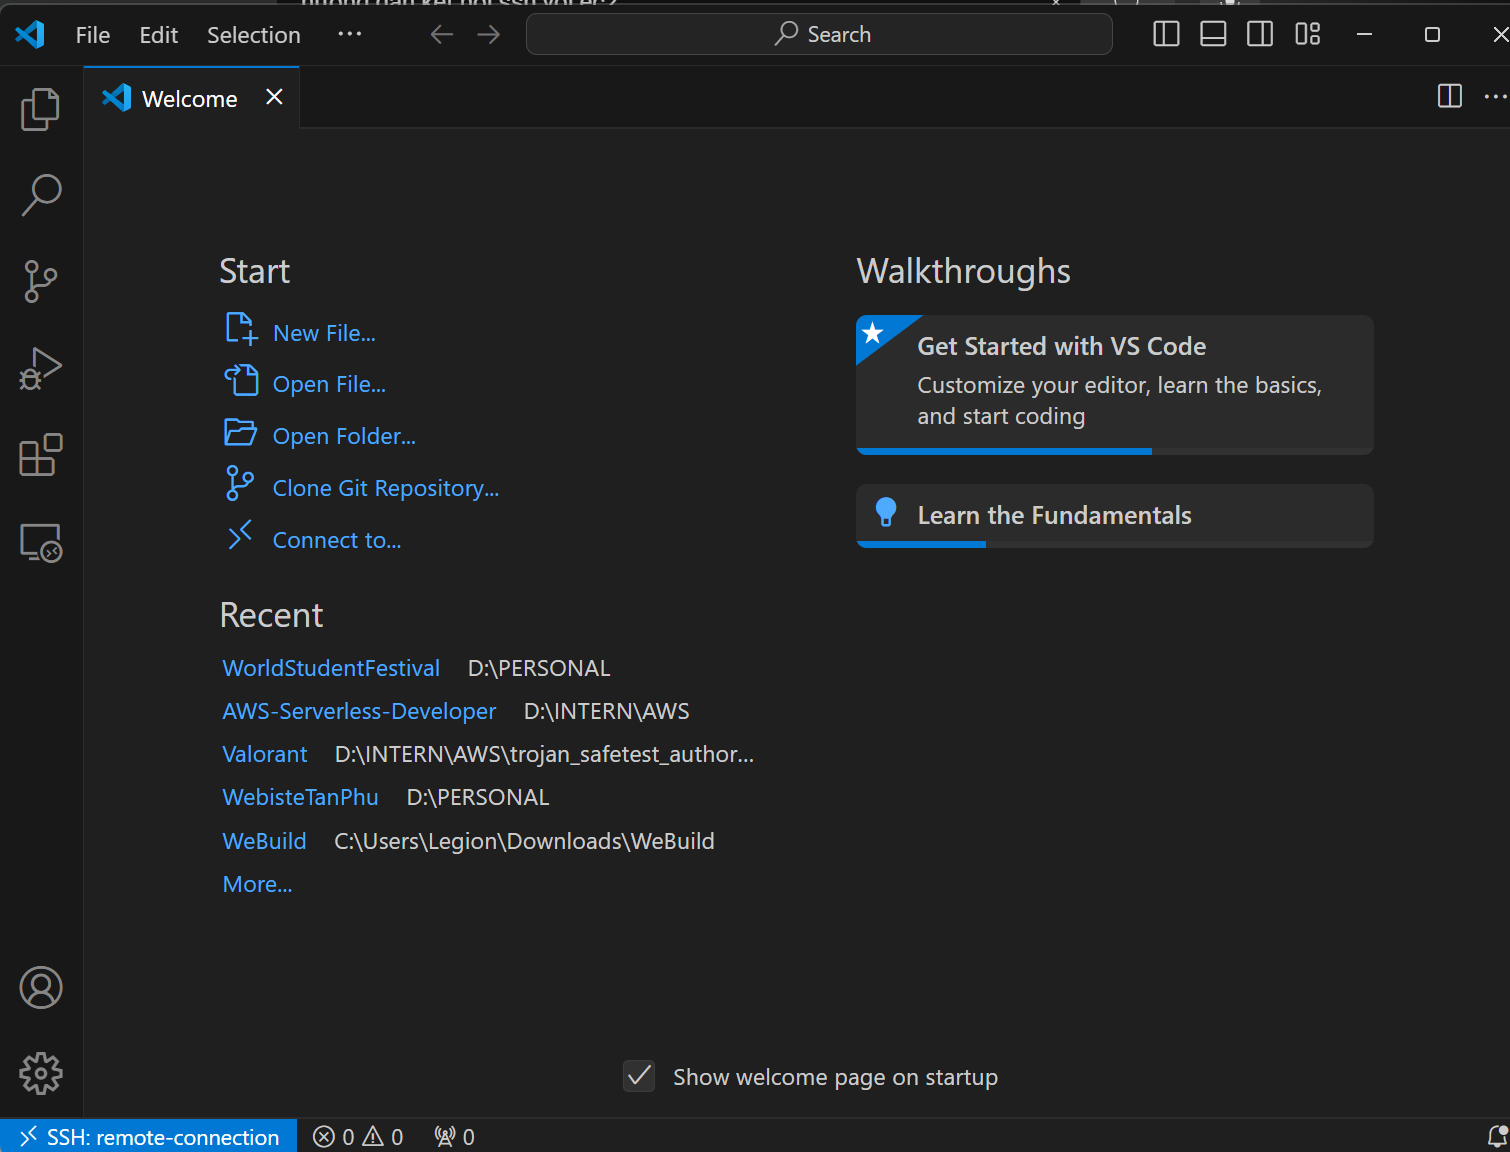 File Edit Selection ··· Search
Welcome
Start
New File...
Open File...
Open Folder...
Clone Git Repository...
Connect to...
Recent
WorldStudentFestival D:\PERSONAL
AWS-Serverless-Developer D:\INTERN\AWS
Valorant D:\INTERN\AWS\trojan_safetest_author...
WebisteTanPhu D:\PERSONAL
WeBuild C:\Users\Legion\Downloads\WeBuild
More...
Walkthroughs
Get Started with VS Code
Customize your editor, learn the basics,
and start coding
Learn the Fundamentals
Show welcome page on startup
SSH: remote-connection 0 0 0